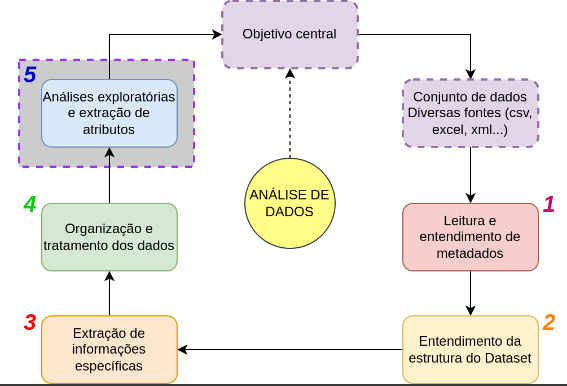 Objetivo central
5
Análises exploratórias
e extração de
atributos
Conjunto de dados
Diversas fontes (csv,
excel, xml...)
ANÁLISE DE
DADOS
4
Organização e
tratamento dos dados
Leitura e
entendimento de
metadados
1
3
Extração de
informações
específicas
Entendimento da
estrutura do Dataset
2